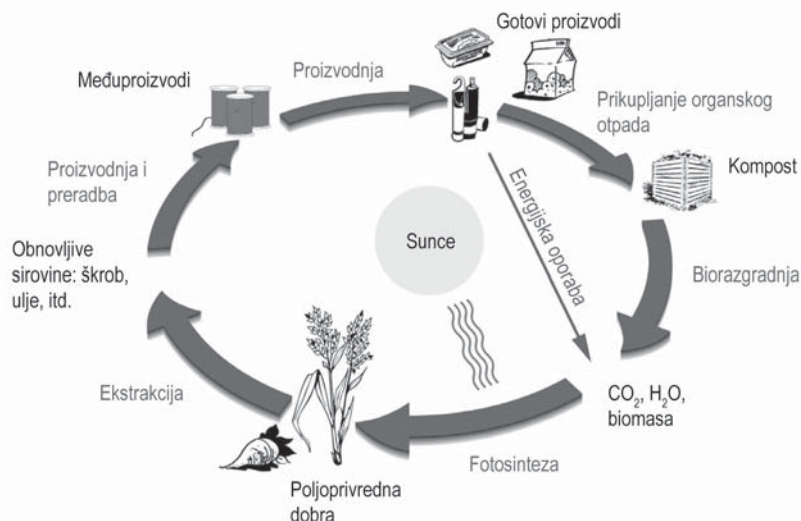 Gotovi proizvodi
Proizvodnja
Međuproizvodi
Prikupljanje organskog
otpada
Proizvodnja i
preradba
Kompost
Energijska oporaba
Sunce
Obnovljive
sirovine: škrob,
ulje, itd.
Biorazgradnja
Ekstrakcija
CO₂, H₂O,
biomasa
Fotosinteza
Poljoprivredna
dobra